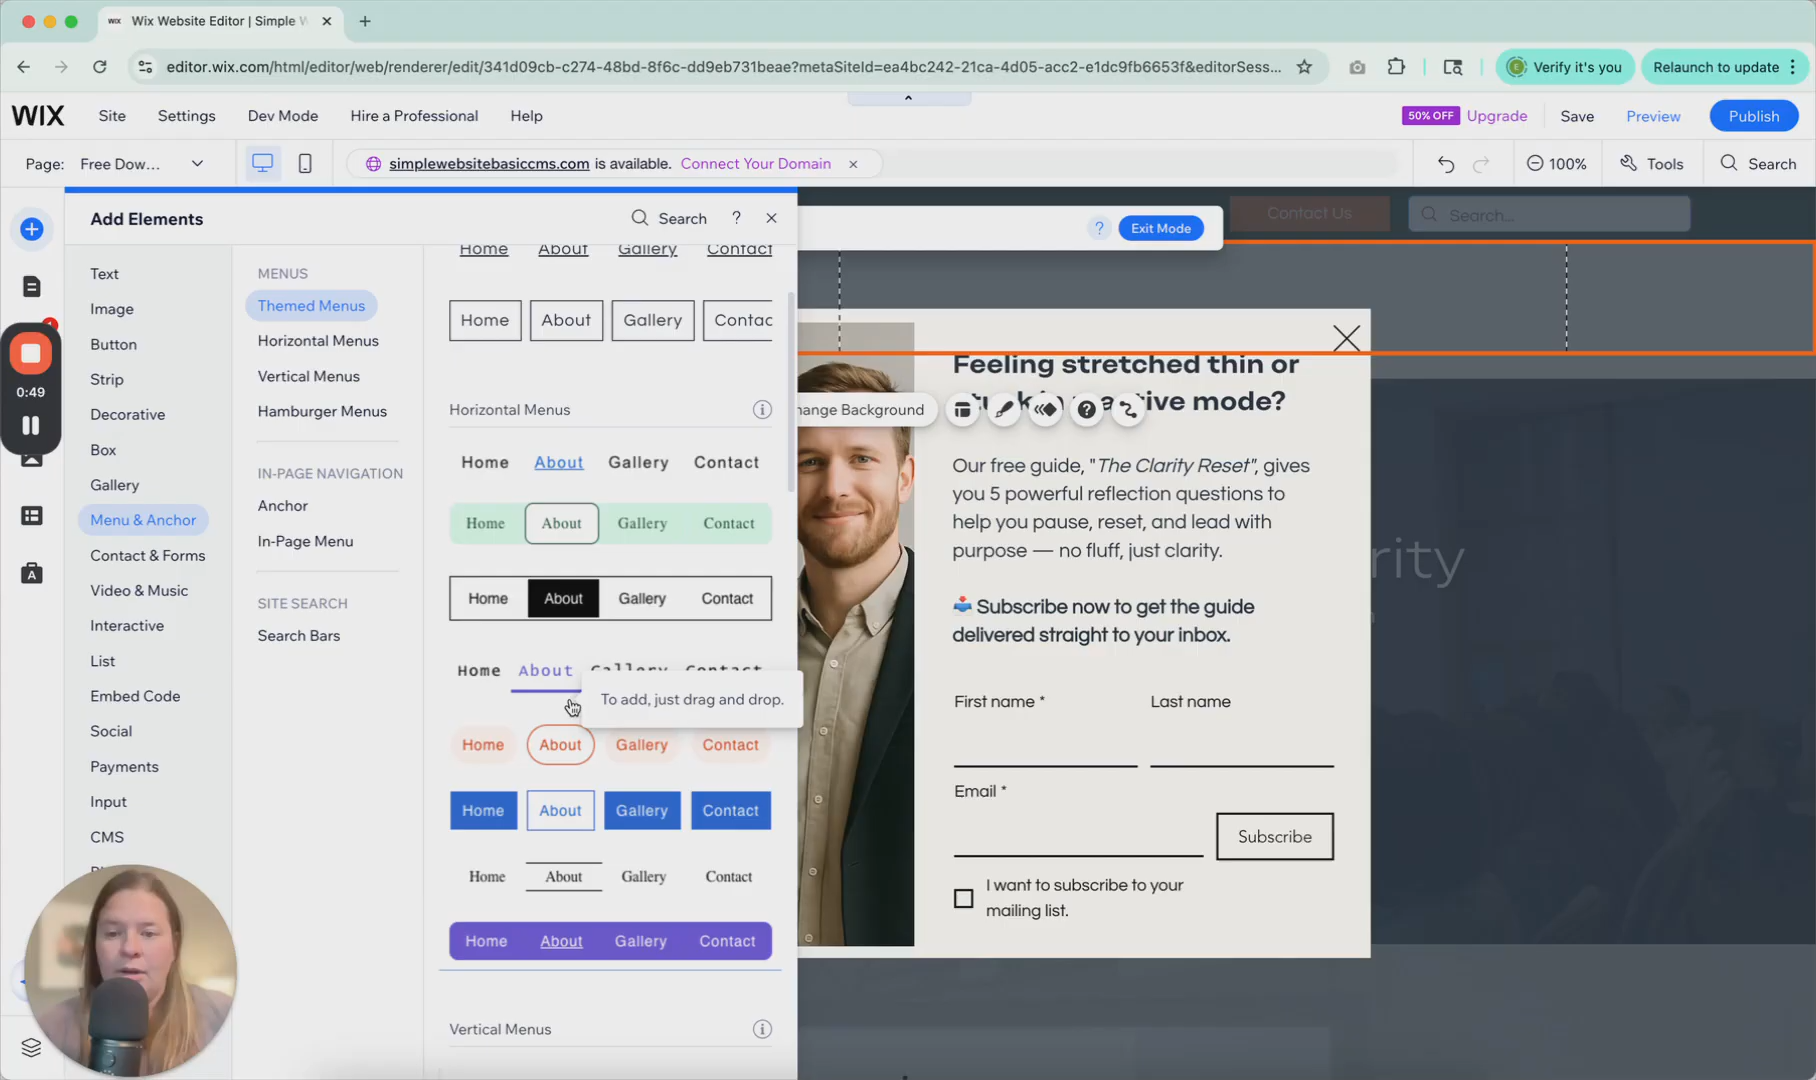 WIX Wix Website Editor | Simple W
editor.wix.com/html/editor/web/renderer/edit/341d09cb-c274-48bd-8f6c-dd9eb731beae?metaSiteId=ea4bc242-21ca-4d05-acc2-e1dc9fb6653f&editorSess...
Verify it's you
Relaunch to update
WIX
Site
Settings
Dev Mode
Hire a Professional
Help
50% OFF Upgrade
Save
Preview
Publish
Page: Free Dow...
simplewebsitebasiccms.com is available. Connect Your Domain
100%
Tools
Search
Add Elements
Search ?
? Exit Mode
Contact Us
Search...
Text
Image
Button
Strip
Decorative
Box
Gallery
Menu & Anchor
Contact & Forms
Video & Music
Interactive
List
Embed Code
Social
Payments
Input
CMS
0:49
MENUS
Themed Menus
Horizontal Menus
Vertical Menus
Hamburger Menus
IN-PAGE NAVIGATION
Anchor
In-Page Menu
SITE SEARCH
Search Bars
Home About Gallery Contact
Home About Gallery Contac
Horizontal Menus
Home About Gallery Contact
Home About Gallery Contact
Home About Gallery Contact
Home About Gallery Contact
To add, just drag and drop.
Home About Gallery Contact
Home About Gallery Contact
Home About Gallery Contact
Home About Gallery Contact
Vertical Menus
hange Background
Feeling stretched thin or
mode?
Our free guide, "The Clarity Reset", gives
you 5 powerful reflection questions to
help you pause, reset, and lead with
purpose — no fluff, just clarity.
Subscribe now to get the guide
delivered straight to your inbox.
First name *
Last name
Email *
Subscribe
I want to subscribe to your
mailing list.
rity